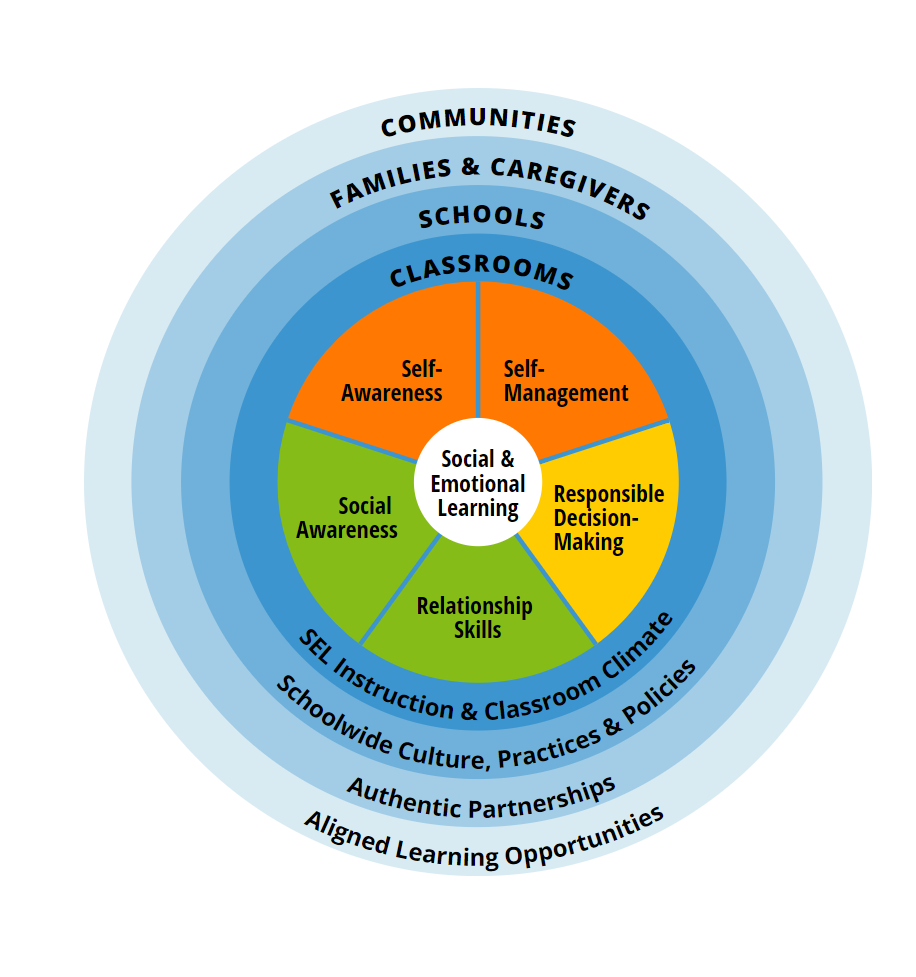 COMMUNITIES
FAMILIES & CAREGIVERS
SCHOOLS
CLASSROOMS
Self-
Awareness
Self-
Management
Social &
Emotional
Learning
Social
Awareness
Responsible
Decision-
Making
Relationship
Skills
SEL Instruction & Classroom Climate
Schoolwide Culture, Practices & Policies
Authentic Partnerships
Aligned Learning Opportunities